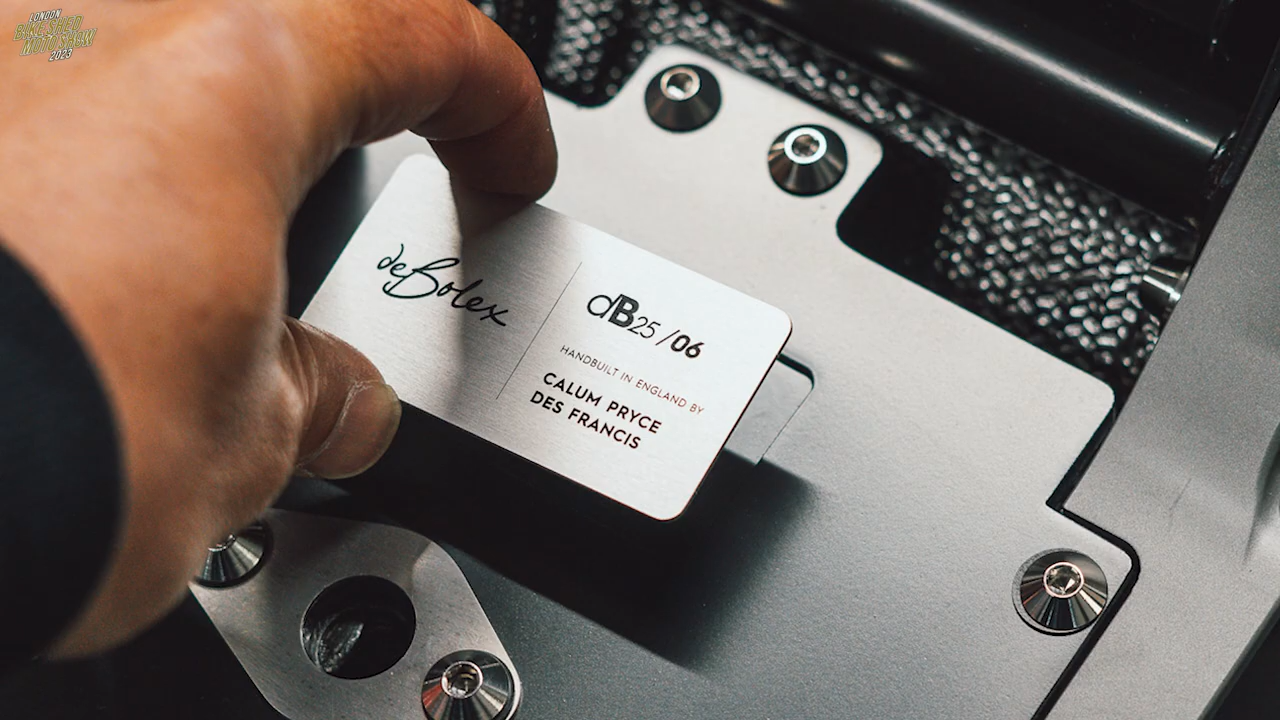 LONDON
BIKE SHED
MOTO SHOW
2023
deBolex
dB25/06
HANDBUILT IN ENGLAND BY
CALUM PRYCE
DES FRANCIS